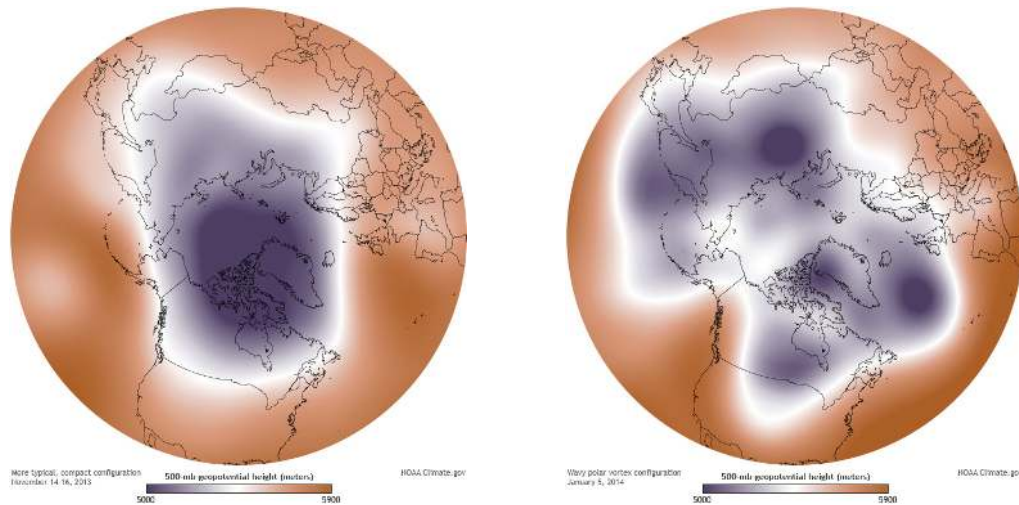 More typical, compact configuration
November 14-16, 2013
NOAA Climate.gov
500-mb geopotential height (meters)
5000
5900
Wavy polar vortex configuration
January 5, 2014
NOAA Climate.gov
500-mb geopotential height (meters)
5000
5900